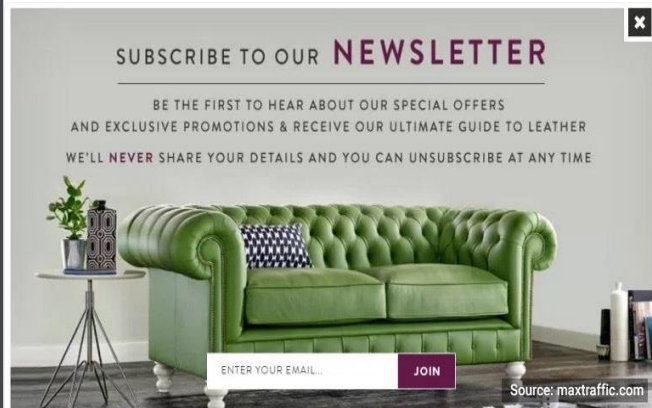 SUBSCRIBE TO OUR NEWSLETTER
BE THE FIRST TO HEAR ABOUT OUR SPECIAL OFFERS
AND EXCLUSIVE PROMOTIONS & RECEIVE OUR ULTIMATE GUIDE TO LEATHER
WE'LL NEVER SHARE YOUR DETAILS AND YOU CAN UNSUBSCRIBE AT ANY TIME
ENTER YOUR EMAIL... JOIN
Source: maxtraffic.com